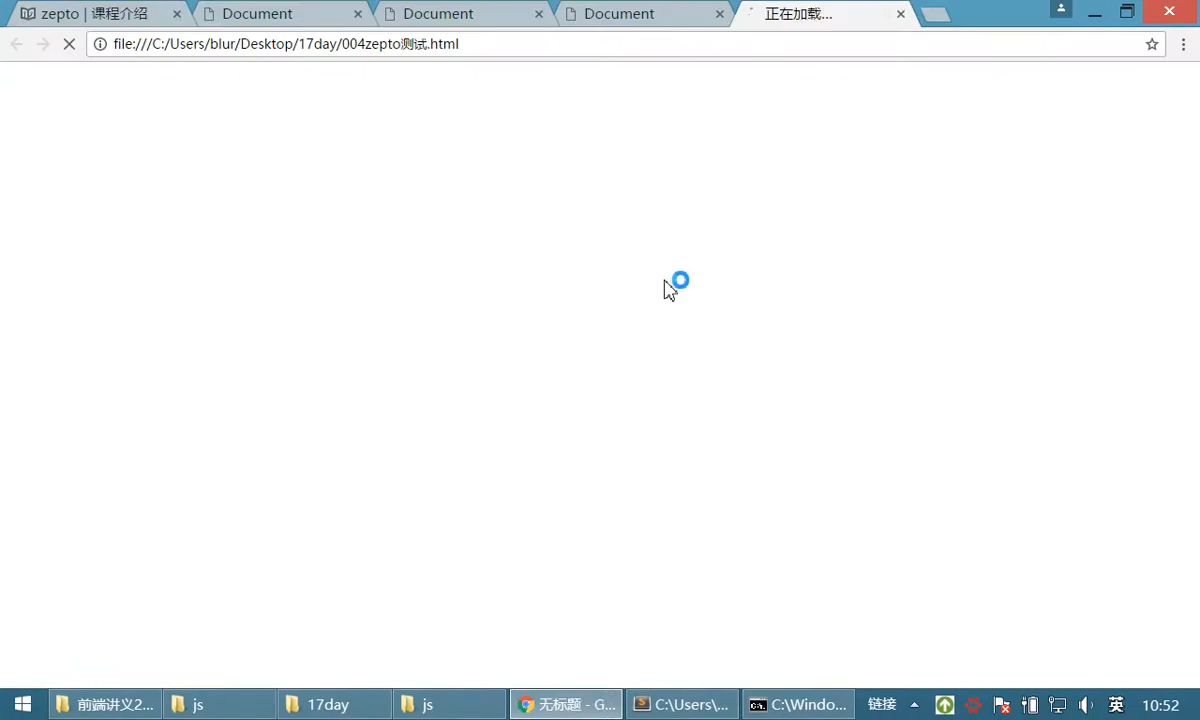 zepto | 课程介绍
Document
Document
Document
正在加载...
file:///C:/Users/blur/Desktop/17day/004zepto测试.html
前端讲义2...
js
17day
js
无标题 - G...
C:\Users\...
C:\Windo...
链接
英
10:52